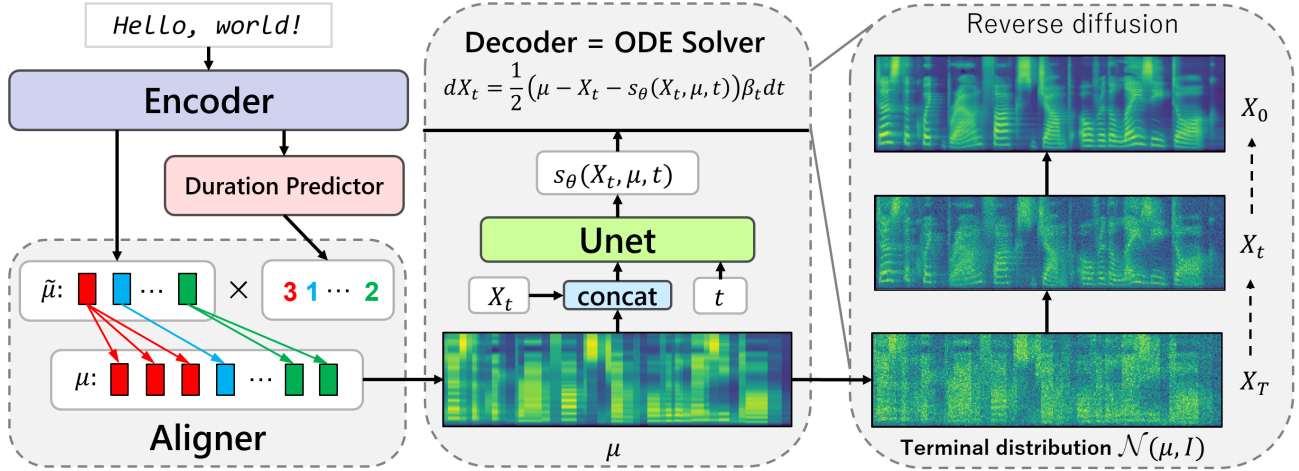 Hello, world!
Encoder
Duration Predictor
μ̃: ··· × 3 1 ··· 2
μ: ···
Aligner
Decoder = ODE Solver
dX_t = 1/2 (μ − X_t − s_θ(X_t, μ, t))β_t dt
s_θ(X_t, μ, t)
Unet
X_t concat t
μ
Reverse diffusion
X_0
X_t
X_T
Terminal distribution 𝒩(μ, I)